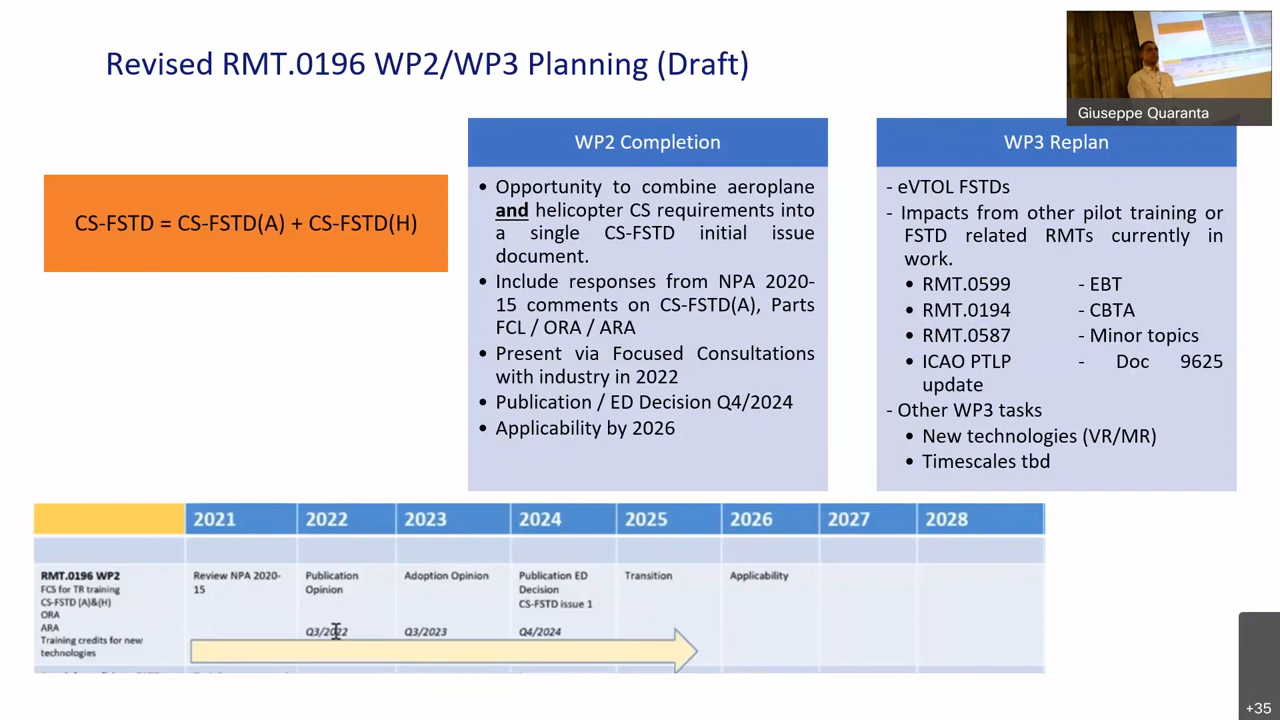 Revised RMT.0196 WP2/WP3 Planning (Draft)
Giuseppe Quaranta
CS-FSTD = CS-FSTD(A) + CS-FSTD(H)
WP2 Completion
• Opportunity to combine aeroplane
and helicopter CS requirements into
a single CS-FSTD initial issue
document.
• Include responses from NPA 2020-
15 comments on CS-FSTD(A), Parts
FCL / ORA / ARA
• Present via Focused Consultations
with industry in 2022
• Publication / ED Decision Q4/2024
• Applicability by 2026
WP3 Replan
- eVTOL FSTDs
- Impacts from other pilot training or
FSTD related RMTs currently in
work.
• RMT.0599 - EBT
• RMT.0194 - CBTA
• RMT.0587 - Minor topics
• ICAO PTLP - Doc 9625
update
- Other WP3 tasks
• New technologies (VR/MR)
• Timescales tbd
2021 2022 2023 2024 2025 2026 2027 2028
RMT.0196 WP2
FCS for TR training
CS-FSTD (A)&(H)
ORA
ARA
Training credits for new
technologies
Review NPA 2020-
15
Publication
Opinion
Q3/2022
Adoption Opinion
Q3/2023
Publication ED
Decision
CS-FSTD issue 1
Q4/2024
Transition
Applicability
+35